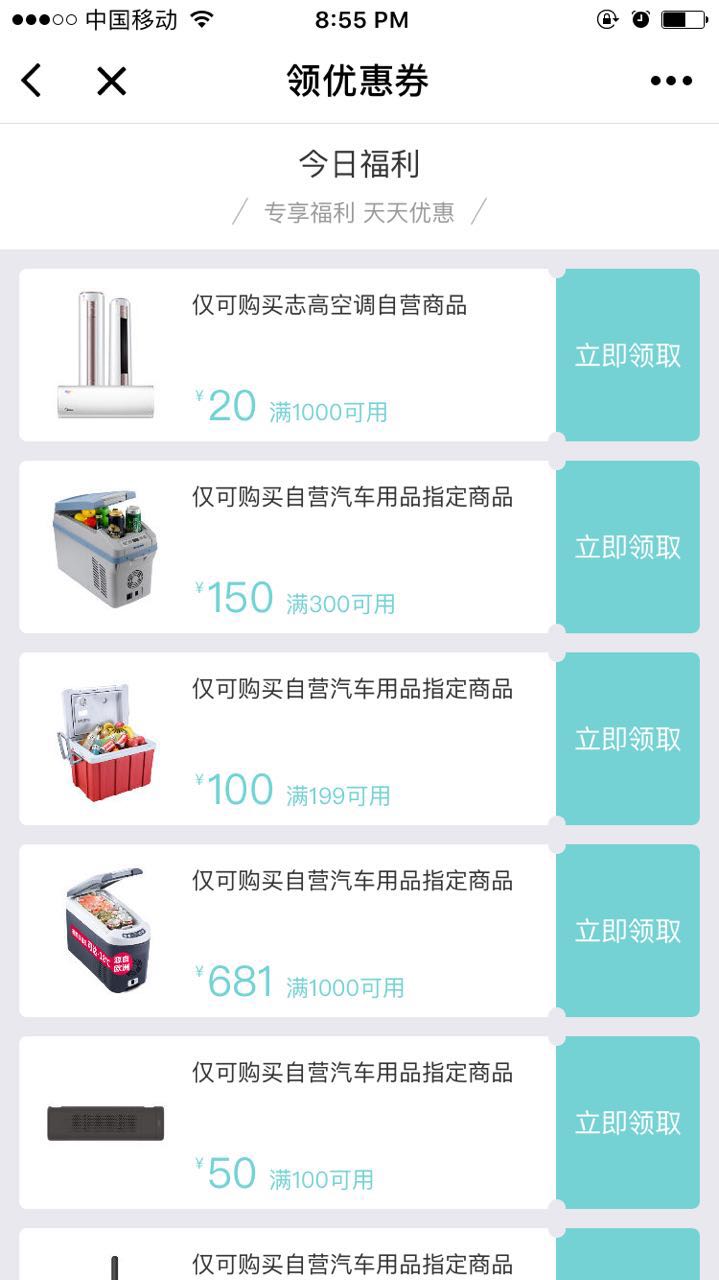 中国移动
8:55 PM
领优惠券
今日福利
专享福利 天天优惠
仅可购买志高空调自营商品
¥20 满1000可用
立即领取
仅可购买自营汽车用品指定商品
¥150 满300可用
立即领取
仅可购买自营汽车用品指定商品
¥100 满199可用
立即领取
仅可购买自营汽车用品指定商品
源自
欧洲
¥681 满1000可用
立即领取
仅可购买自营汽车用品指定商品
¥50 满100可用
立即领取
仅可购买自营汽车用品指定商品